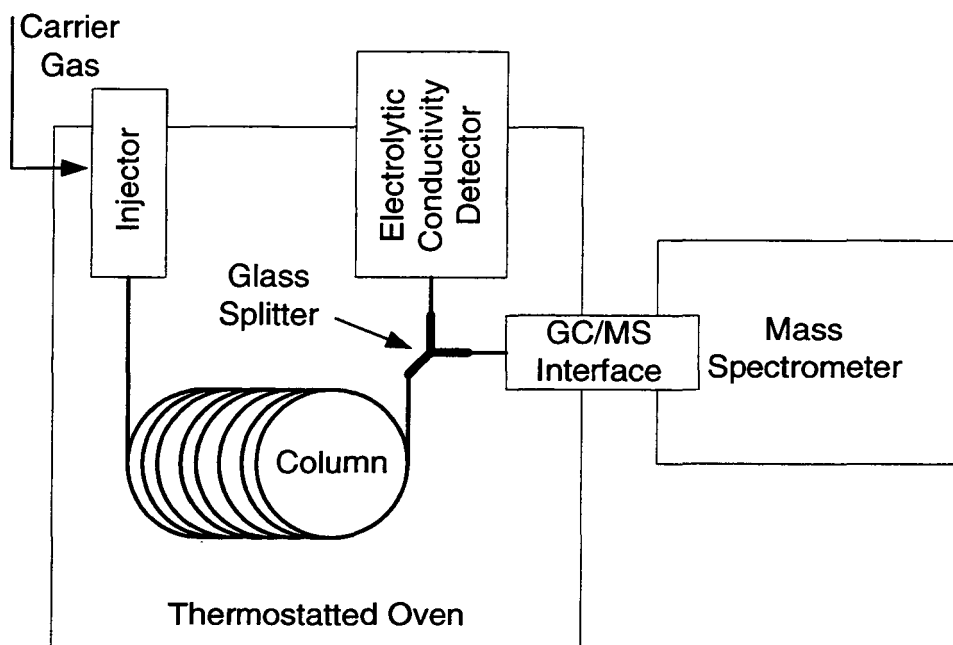 Carrier
Gas
Injector
Electrolytic
Conductivity
Detector
Glass
Splitter
GC/MS
Interface
Mass
Spectrometer
Column
Thermostatted Oven